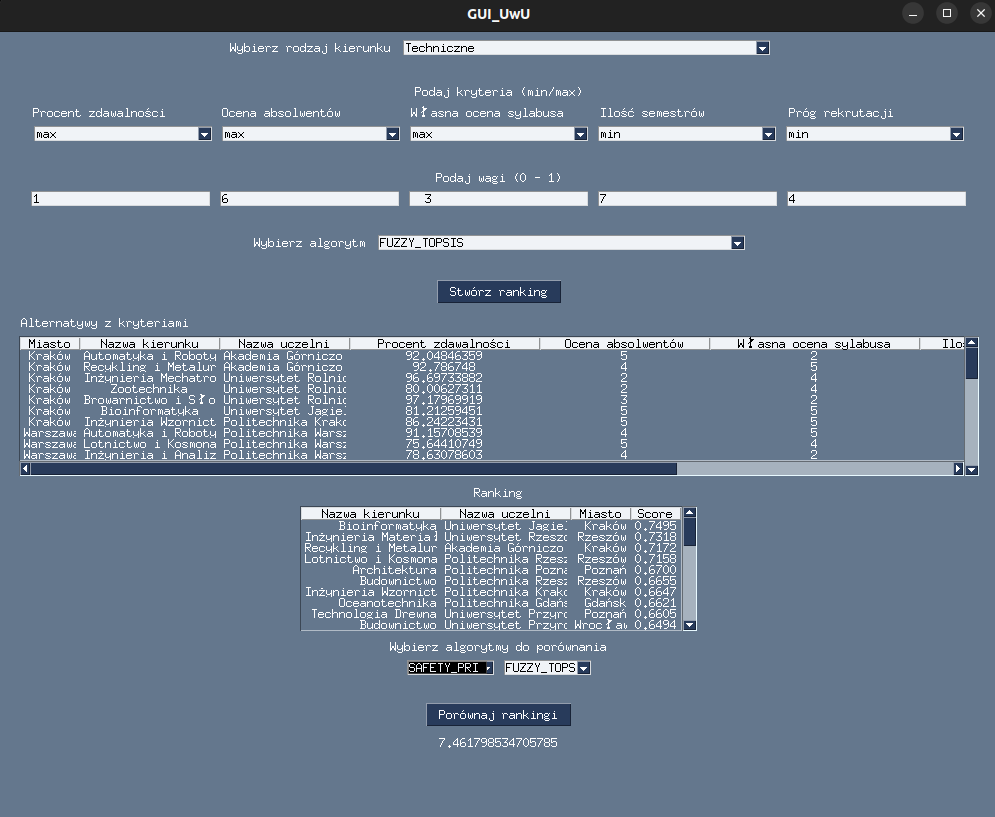 GUI_UwU
Wybierz rodzaj kierunku Techniczne
Podaj kryteria (min/max)
Procent zdawalności Ocena absolwentów Własna ocena sylabusa Ilość semestrów Próg rekrutacji
max max max min min
Podaj wagi (0 - 1)
1 6 3 7 4
Wybierz algorytm FUZZY_TOPSIS
Stwórz ranking
Alternatywy z kryteriami
Miasto Nazwa kierunku Nazwa uczelni Procent zdawalności Ocena absolwentów Własna ocena sylabusa Iloś
Kraków Automatyka i Roboty Akademia Górniczo 92.04846359 5 2
Kraków Recykling i Metalur Akademia Górniczo 92.786748 4 5
Kraków Inżynieria Mechatro Uniwersytet Rolnic 96.69733882 2 4
Kraków Zootechnika Uniwersytet Rolnic 80.00627311 2 4
Kraków Browarnictwo i Sło Uniwersytet Rolnic 97.17969919 3 2
Kraków Bioinformatyka Uniwersytet Jagiel 81.21259451 5 5
Kraków Inżynieria Wzornict Politechnika Krako 86.24223431 4 5
Warszawa Automatyka i Roboty Politechnika Warsz 91.15708539 4 5
Warszawa Lotnictwo i Kosmona Politechnika Warsz 75.64410749 5 4
Warszawa Inżynieria i Analiz Politechnika Warsz 78.63078603 4 2
Ranking
Nazwa kierunku Nazwa uczelni Miasto Score
Bioinformatyka Uniwersytet Jagiel Kraków 0.7495
Inżynieria Materiał Uniwersytet Rzeszo Rzeszów 0.7318
Recykling i Metalur Akademia Górniczo Kraków 0.7172
Lotnictwo i Kosmona Politechnika Rzesz Rzeszów 0.7158
Architektura Politechnika Pozna Poznań 0.6700
Budownictwo Politechnika Rzesz Rzeszów 0.6655
Inżynieria Wzornict Politechnika Krako Kraków 0.6647
Oceanotechnika Politechnika Gdańs Gdańsk 0.6621
Technologia Drewna Uniwersytet Przyro Poznań 0.6605
Budownictwo Uniwersytet Przyro Wrocław 0.6494
Wybierz algorytmy do porównania
SAFETY_PRI FUZZY_TOPS
Porównaj rankingi
7.461798534705785